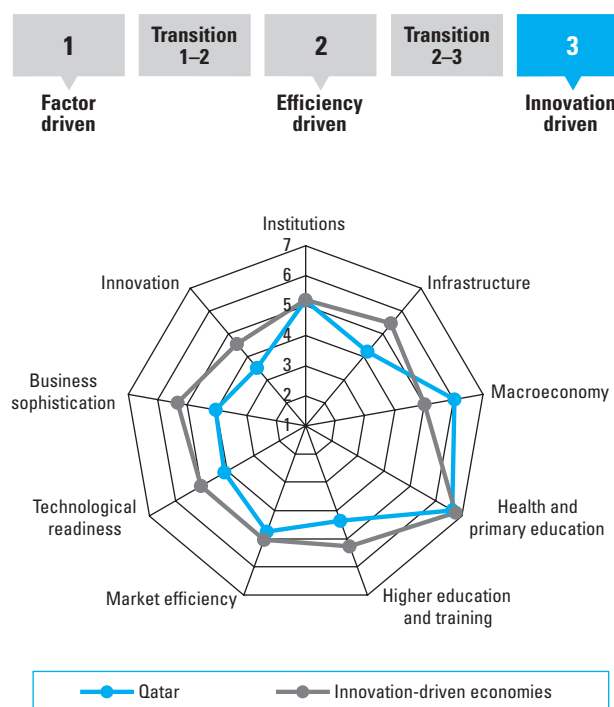 1
Transition
1–2
2
Transition
2–3
3
Factor
driven
Efficiency
driven
Innovation
driven
Institutions
7
6
5
4
3
2
1
Infrastructure
Macroeconomy
Health and
primary education
Higher education
and training
Market efficiency
Technological
readiness
Business
sophistication
Innovation
Qatar
Innovation-driven economies